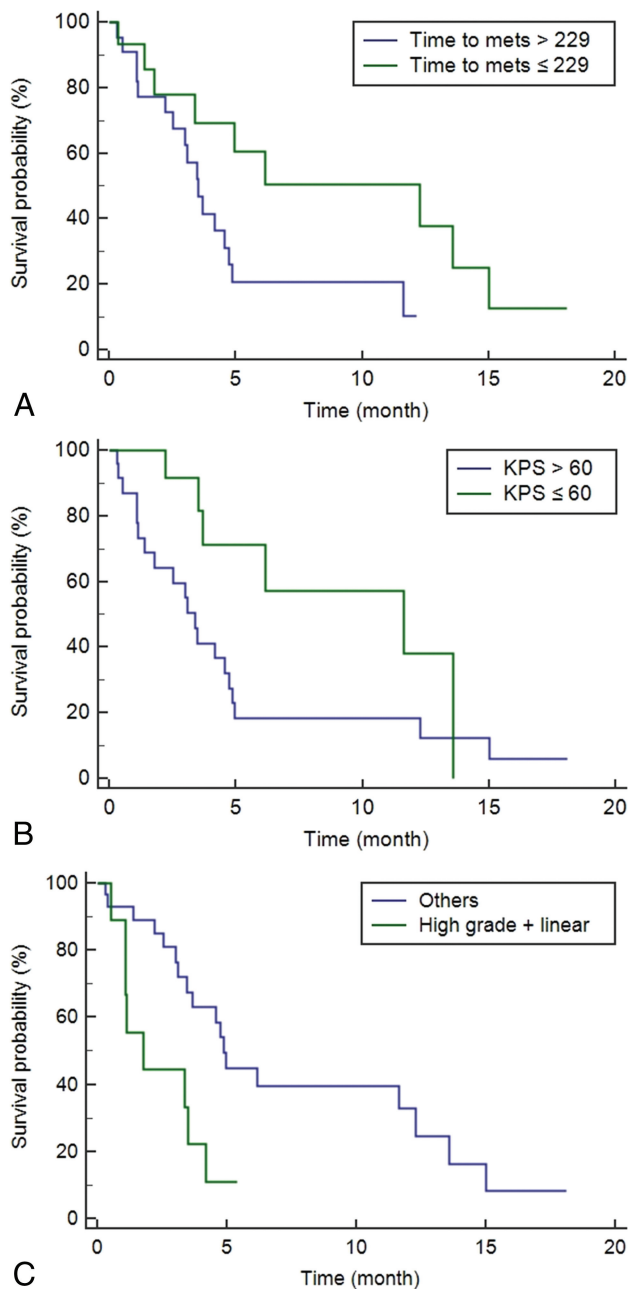 100
80
60
40
20
0
Survival probability (%)
Time to mets > 229
Time to mets ≤ 229
0 5 10 15 20
Time (month)
A
100
80
60
40
20
0
Survival probability (%)
KPS > 60
KPS ≤ 60
0 5 10 15 20
Time (month)
B
100
80
60
40
20
0
Survival probability (%)
Others
High grade + linear
0 5 10 15 20
Time (month)
C